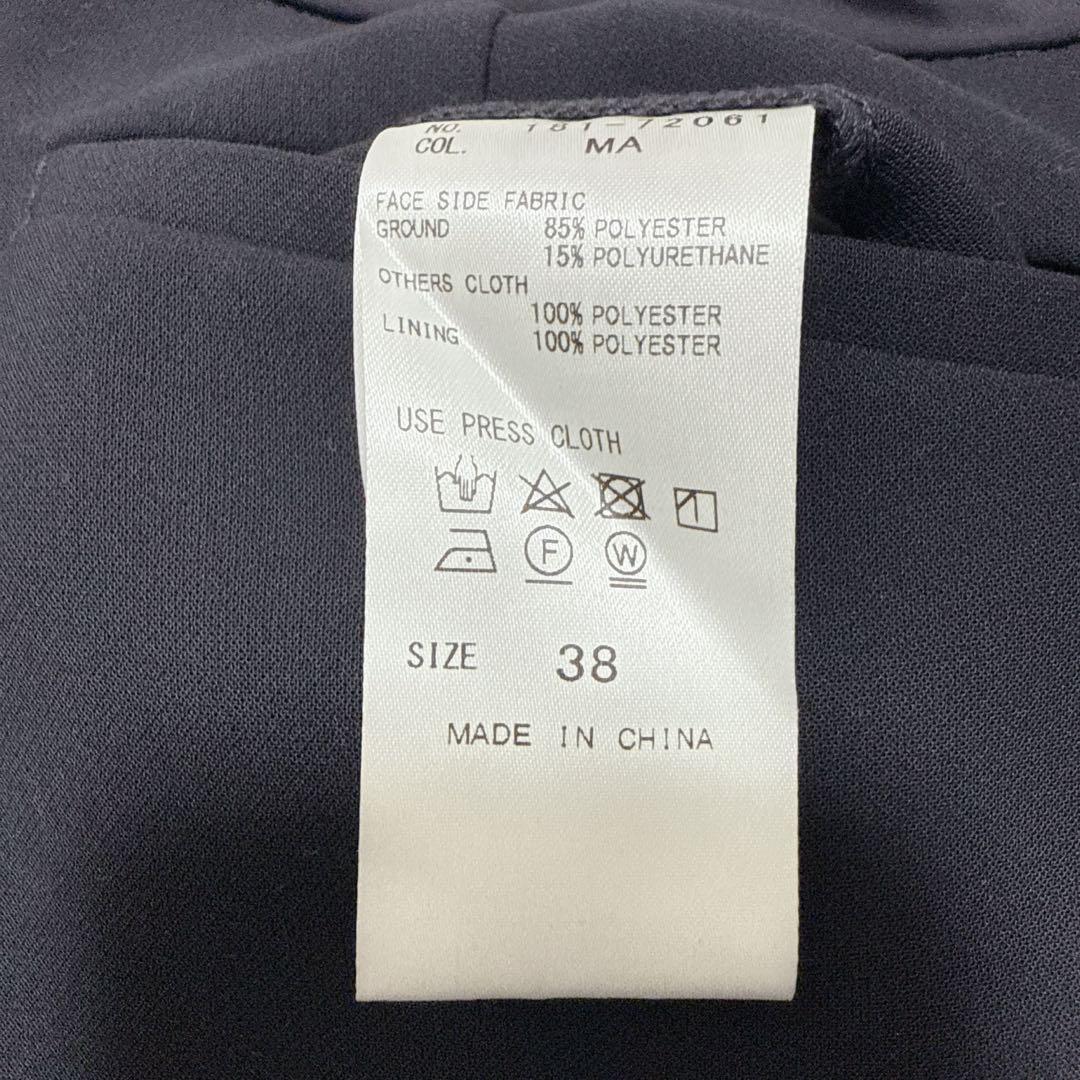 NO. 181-72061
COL. MA
FACE SIDE FABRIC
GROUND 85% POLYESTER
15% POLYURETHANE
OTHERS CLOTH
100% POLYESTER
LINING 100% POLYESTER
USE PRESS CLOTH
F W
SIZE 38
MADE IN CHINA